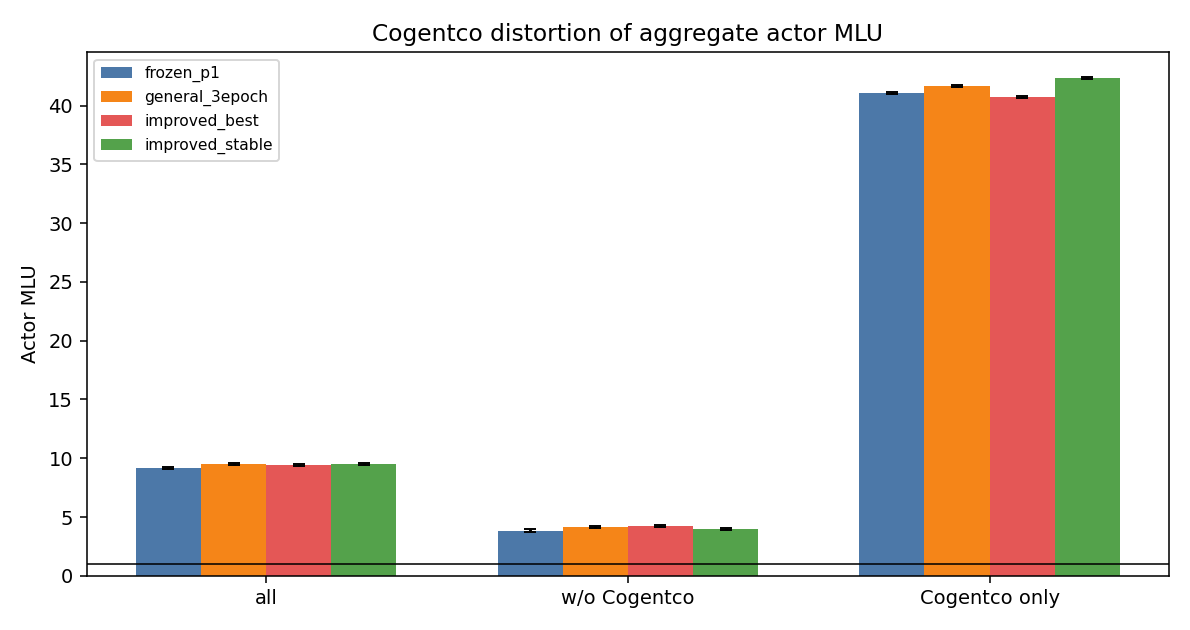 Cogentco distortion of aggregate actor MLU
frozen_p1
general_3epoch
improved_best
improved_stable
Actor MLU
40
35
30
25
20
15
10
5
0
all
w/o Cogentco
Cogentco only